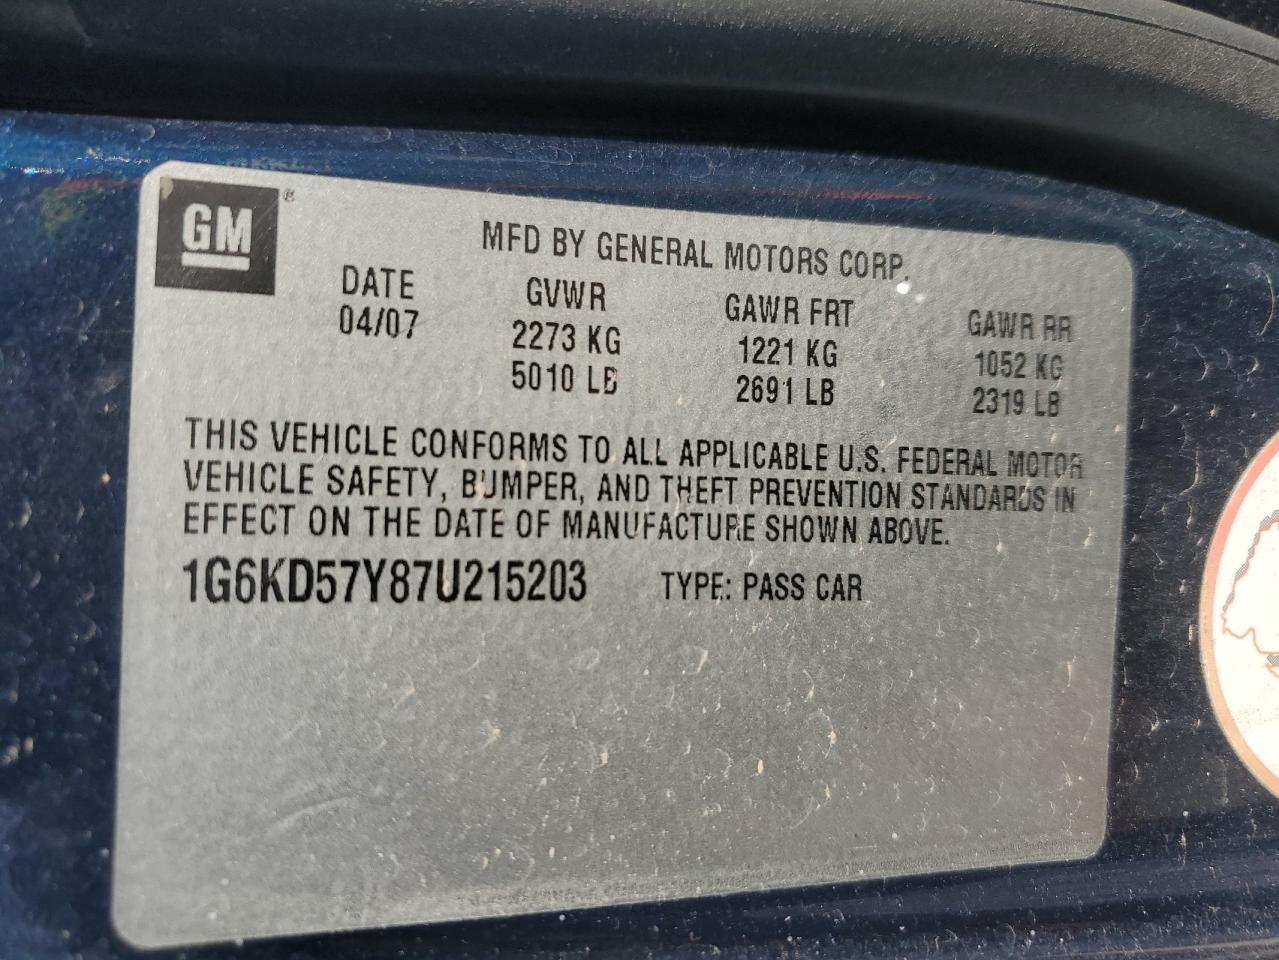 GM ®
MFD BY GENERAL MOTORS CORP.
DATE GVWR GAWR FRT GAWR RR
04/07 2273 KG 1221 KG 1052 KG
5010 LB 2691 LB 2319 LB
THIS VEHICLE CONFORMS TO ALL APPLICABLE U.S. FEDERAL MOTOR
VEHICLE SAFETY, BUMPER, AND THEFT PREVENTION STANDARDS IN
EFFECT ON THE DATE OF MANUFACTURE SHOWN ABOVE.
1G6KD57Y87U215203 TYPE: PASS CAR